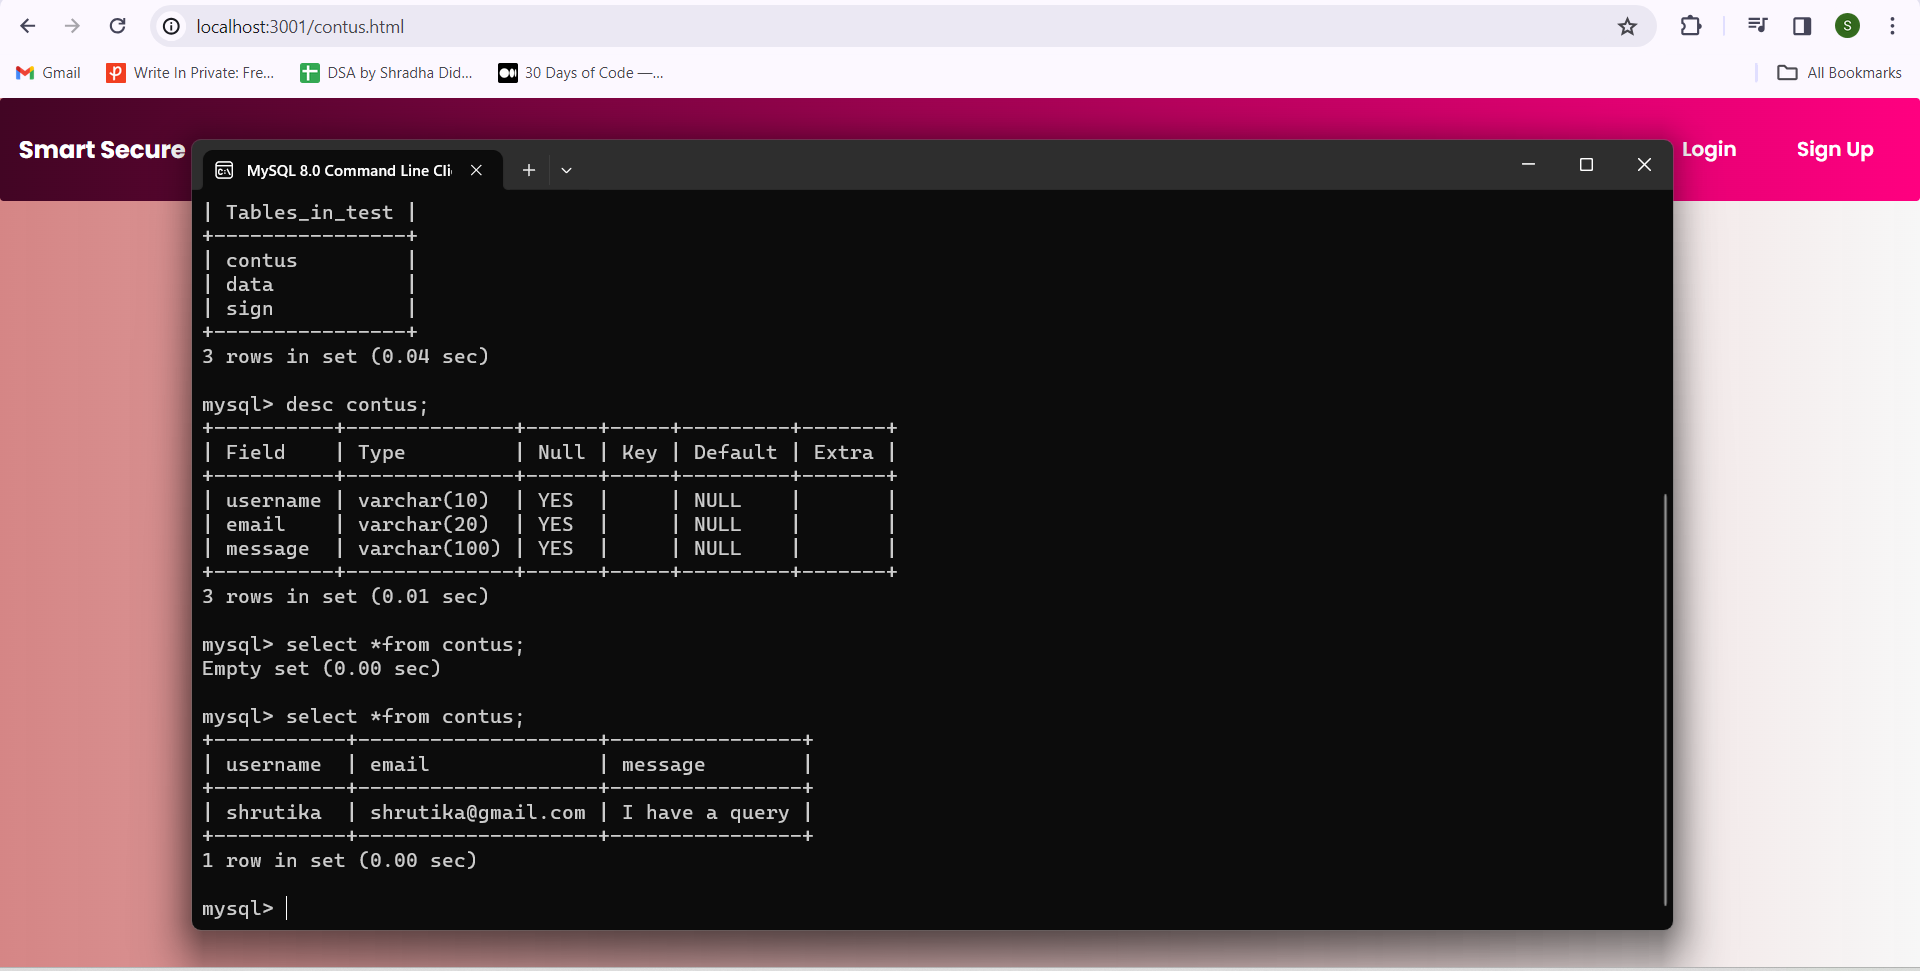 localhost:3001/contus.html
S
Gmail
Write In Private: Fre...
DSA by Shradha Did...
30 Days of Code —...
All Bookmarks
Smart Secure
Login
Sign Up
MySQL 8.0 Command Line Cli
| Tables_in_test |
+----------------+
| contus         |
| data           |
| sign           |
+----------------+
3 rows in set (0.04 sec)
mysql> desc contus;
+----------+--------------+------+-----+---------+-------+
| Field    | Type         | Null | Key | Default | Extra |
+----------+--------------+------+-----+---------+-------+
| username | varchar(10)  | YES  |     | NULL    |       |
| email    | varchar(20)  | YES  |     | NULL    |       |
| message  | varchar(100) | YES  |     | NULL    |       |
+----------+--------------+------+-----+---------+-------+
3 rows in set (0.01 sec)
mysql> select *from contus;
Empty set (0.00 sec)
mysql> select *from contus;
+-----------+--------------------+----------------+
| username  | email              | message        |
+-----------+--------------------+----------------+
| shrutika  | shrutika@gmail.com | I have a query |
+-----------+--------------------+----------------+
1 row in set (0.00 sec)
mysql>